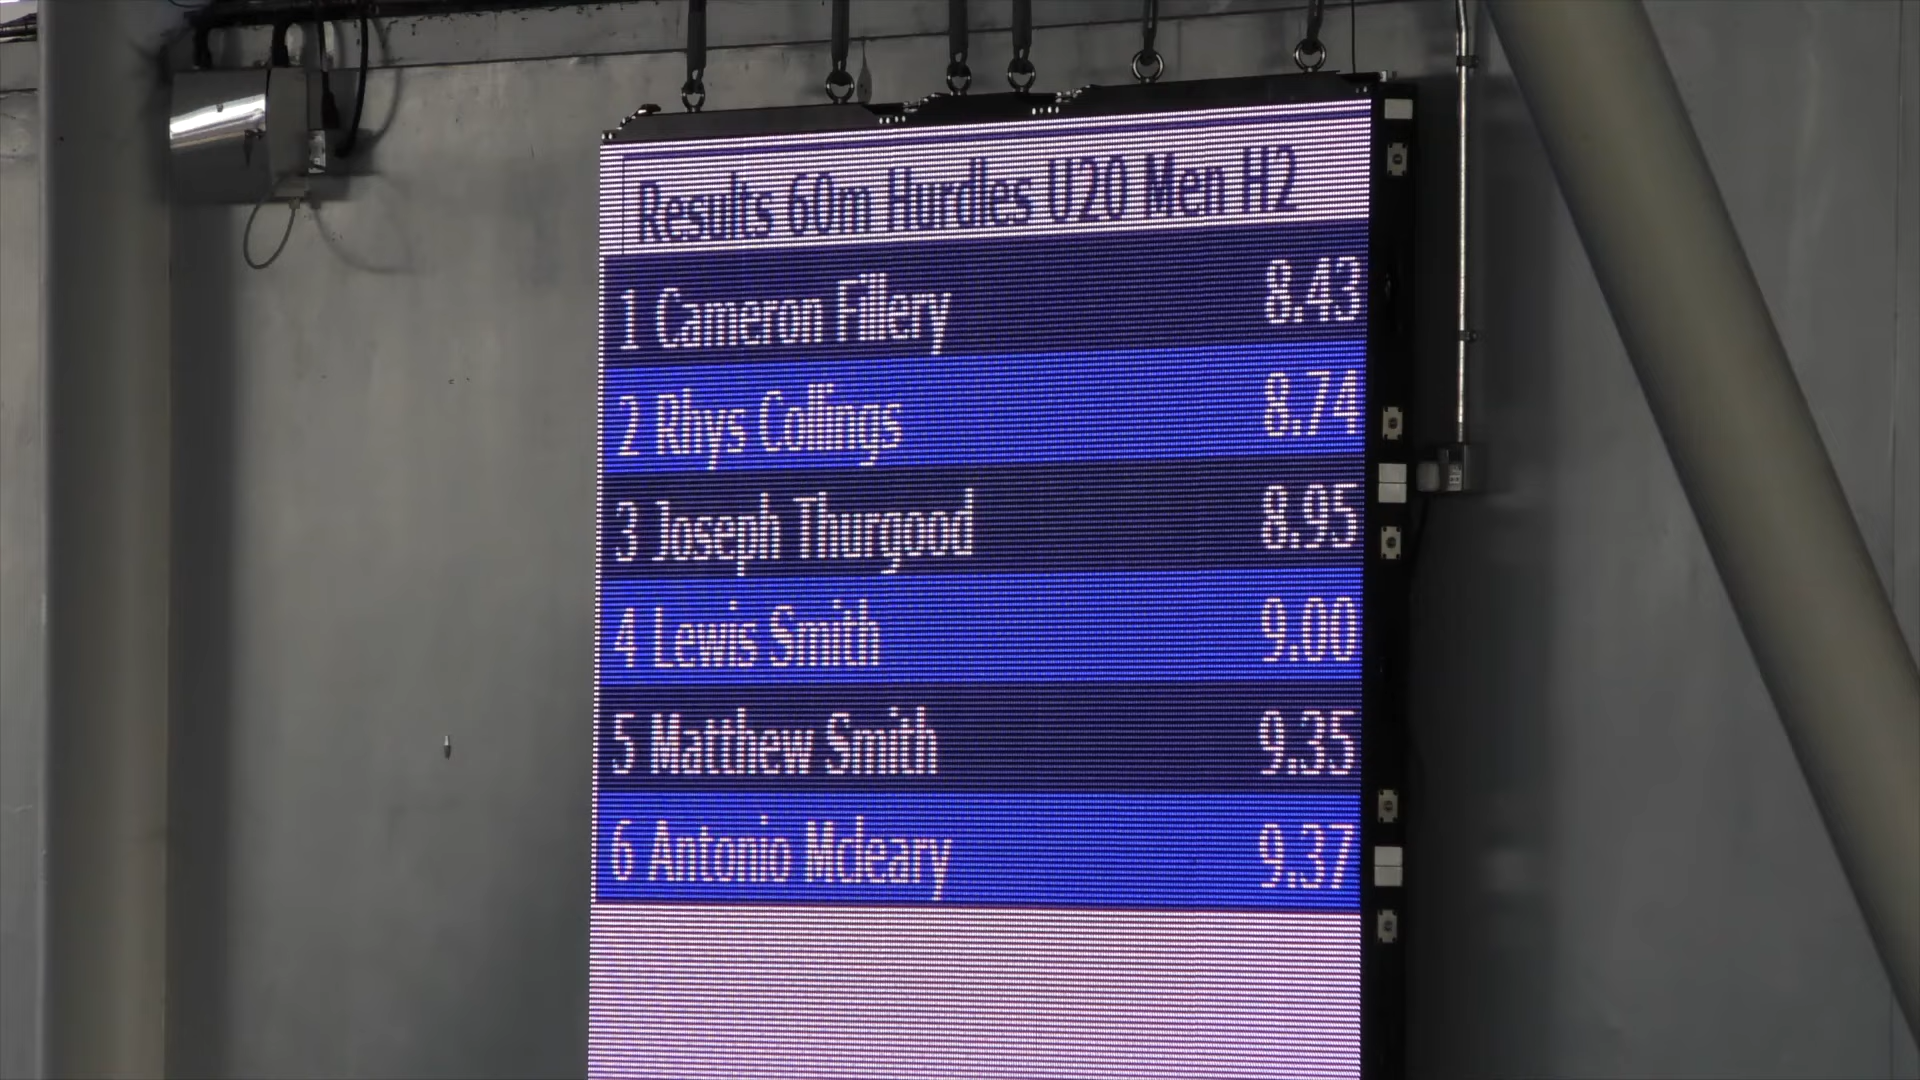 Results 60m Hurdles U20 Men H2
1 Cameron Fillery 8.43
2 Rhys Collings 8.74
3 Joseph Thurgood 8.95
4 Lewis Smith 9.00
5 Matthew Smith 9.35
6 Antonio Mcleary 9.37